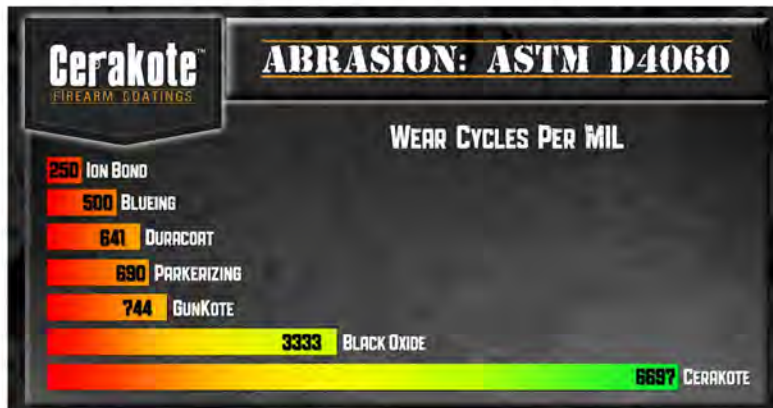 Cerakote™
FIREARM COATINGS
ABRASION: ASTM D4060
WEAR CYCLES PER MIL
250 ION BOND
500 BLUEING
641 DURACOAT
690 PARKERIZING
744 GUNKOTE
3333 BLACK OXIDE
6697 CERAKOTE